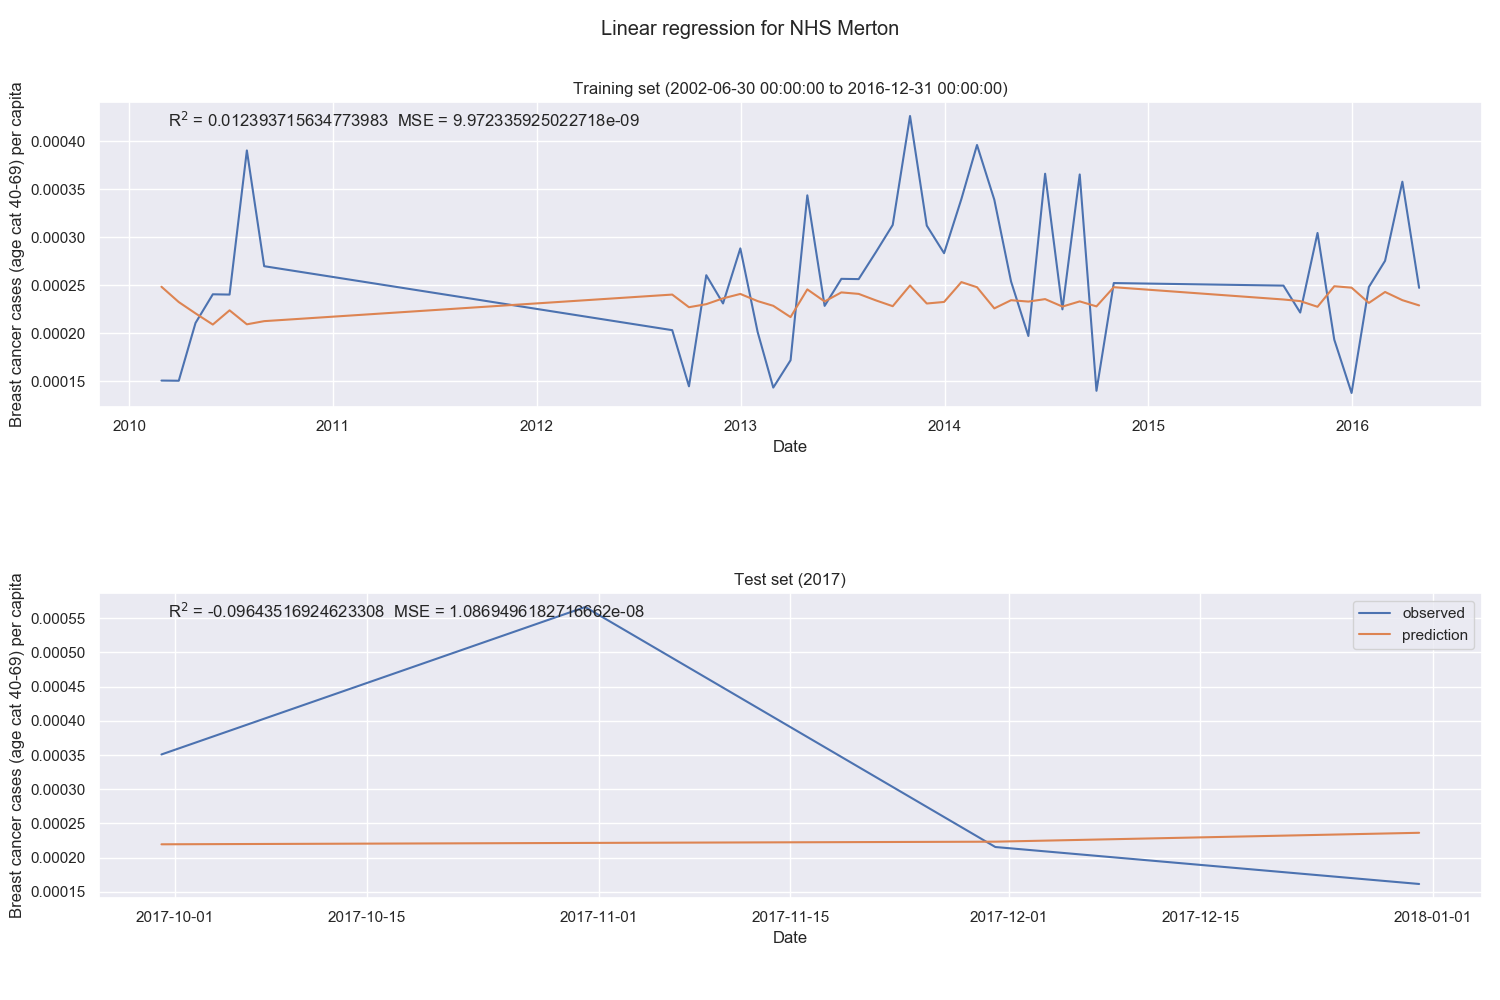 Linear regression for NHS Merton
Training set (2002-06-30 00:00:00 to 2016-12-31 00:00:00)
R² = 0.012393715634773983 MSE = 9.972335925022718e-09
Breast cancer cases (age cat 40-69) per capita
0.00040
0.00035
0.00030
0.00025
0.00020
0.00015
2010
2011
2012
2013
2014
2015
2016
Date
Test set (2017)
R² = -0.09643516924623308 MSE = 1.0869496182716662e-08
observed
prediction
Breast cancer cases (age cat 40-69) per capita
0.00055
0.00050
0.00045
0.00040
0.00035
0.00030
0.00025
0.00020
0.00015
2017-10-01
2017-10-15
2017-11-01
2017-11-15
2017-12-01
2017-12-15
2018-01-01
Date